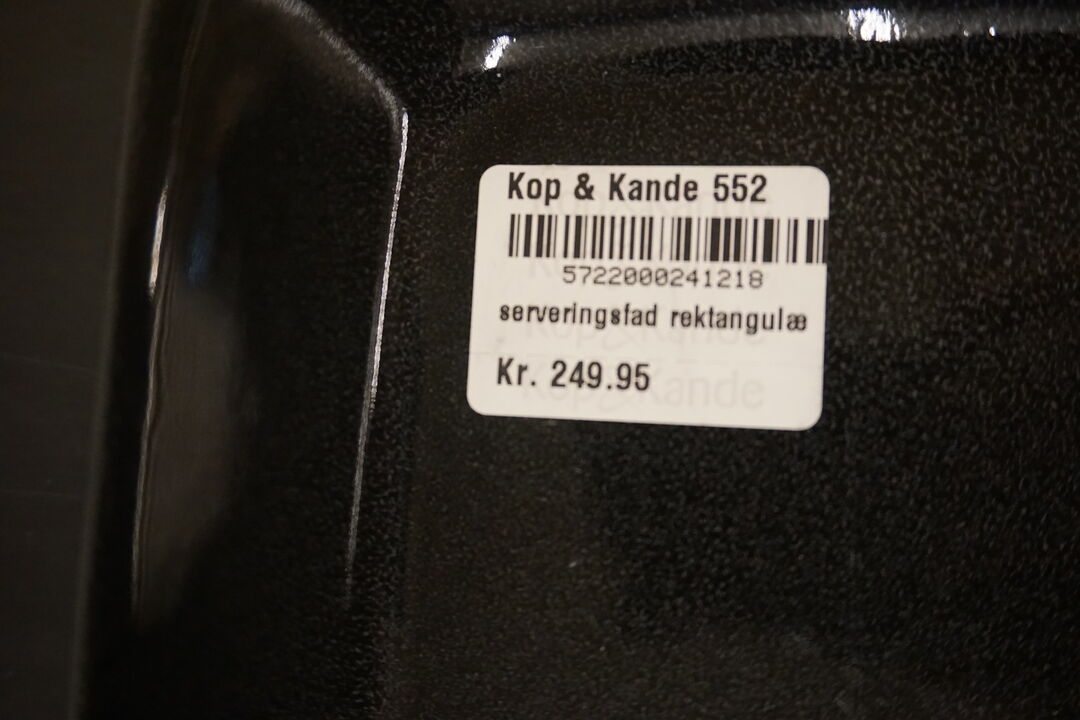 Kop & Kande 552
5722000241218
serveringsfad rektangulæ
Kr. 249.95